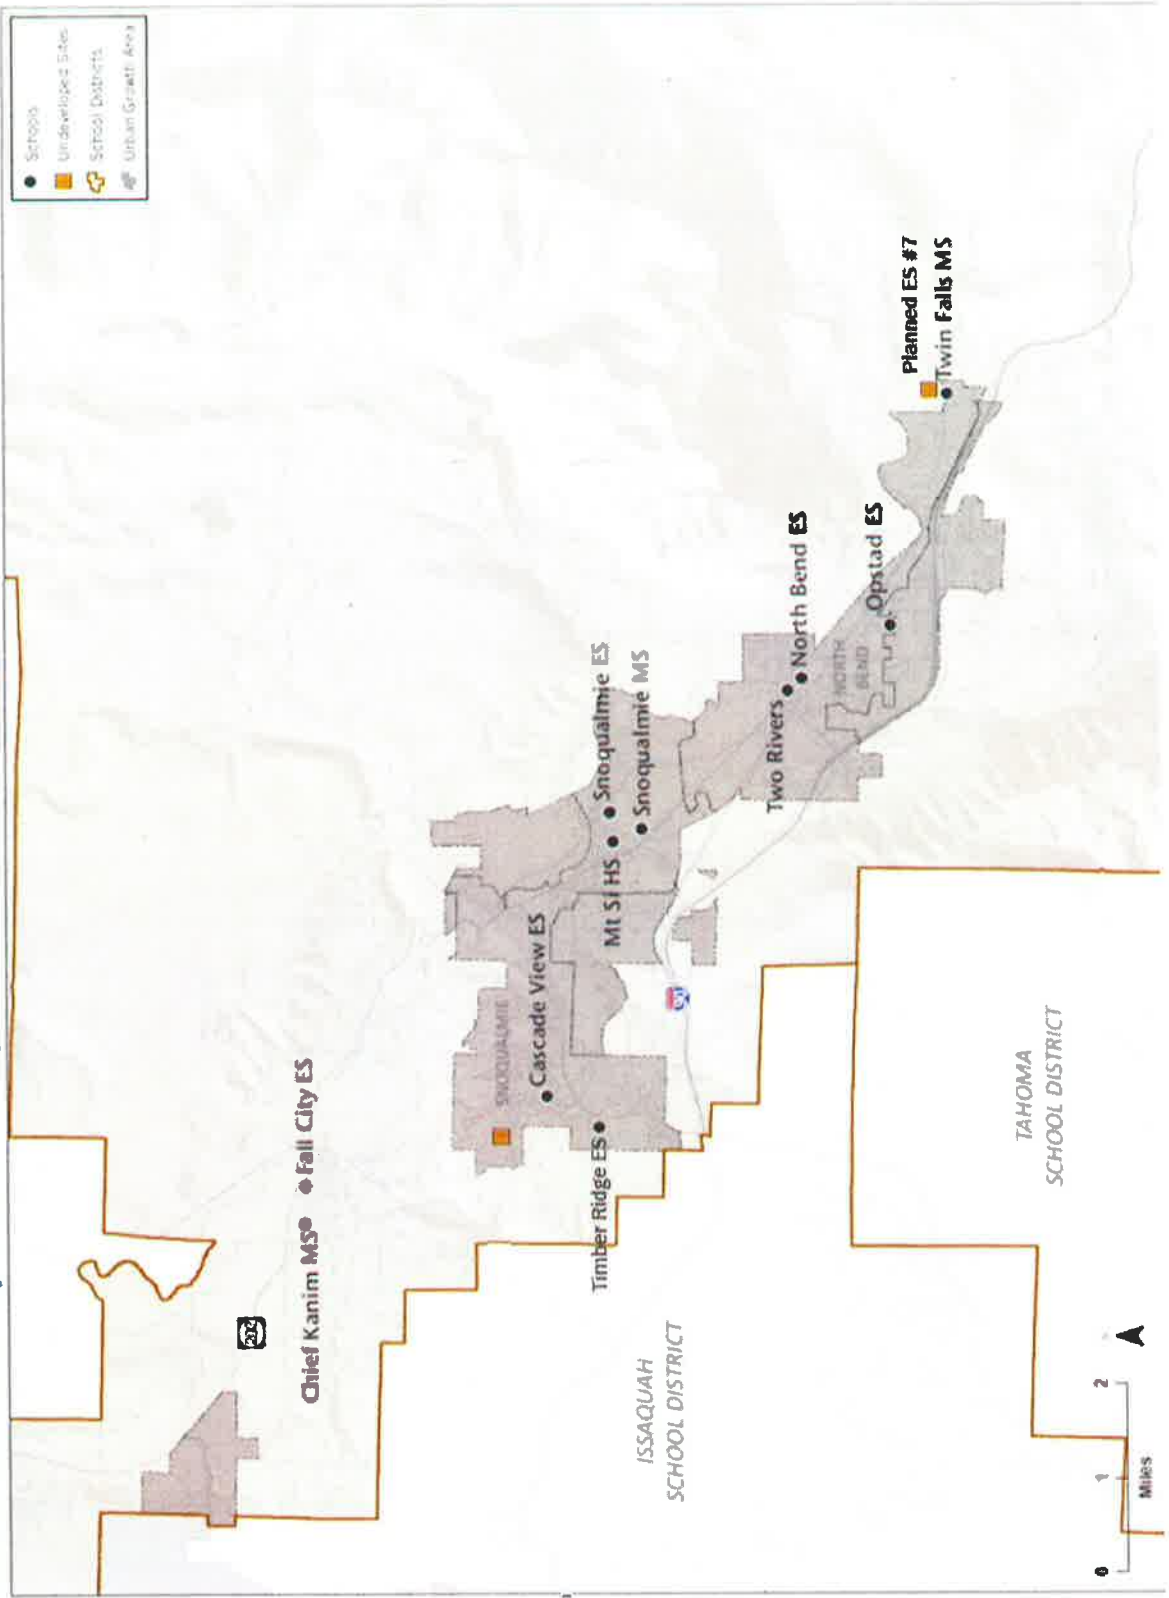 Schools
Undeveloped Sites
School Districts
Urban Growth Area
202
Chief Kanim MS
Fall City ES
SNOQUALMIE
Cascade View ES
Timber Ridge ES
Mt Si HS
Snoqualmie ES
Snoqualmie MS
Two Rivers
North Bend ES
NORTH
BEND
Opstad ES
Planned ES #7
Twin Falls MS
90
ISSAQUAH
SCHOOL DISTRICT
TAHOMA
SCHOOL DISTRICT
0 1 2
Miles